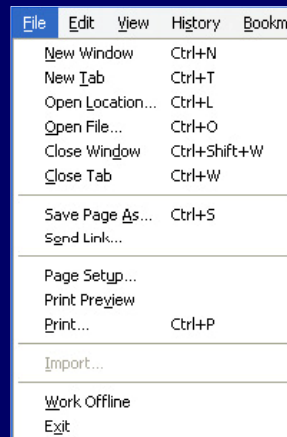 File Edit View History Bookm
New Window Ctrl+N
New Tab Ctrl+T
Open Location... Ctrl+L
Open File... Ctrl+O
Close Window Ctrl+Shift+W
Close Tab Ctrl+W
Save Page As... Ctrl+S
Send Link...
Page Setup...
Print Preview
Print... Ctrl+P
Import...
Work Offline
Exit